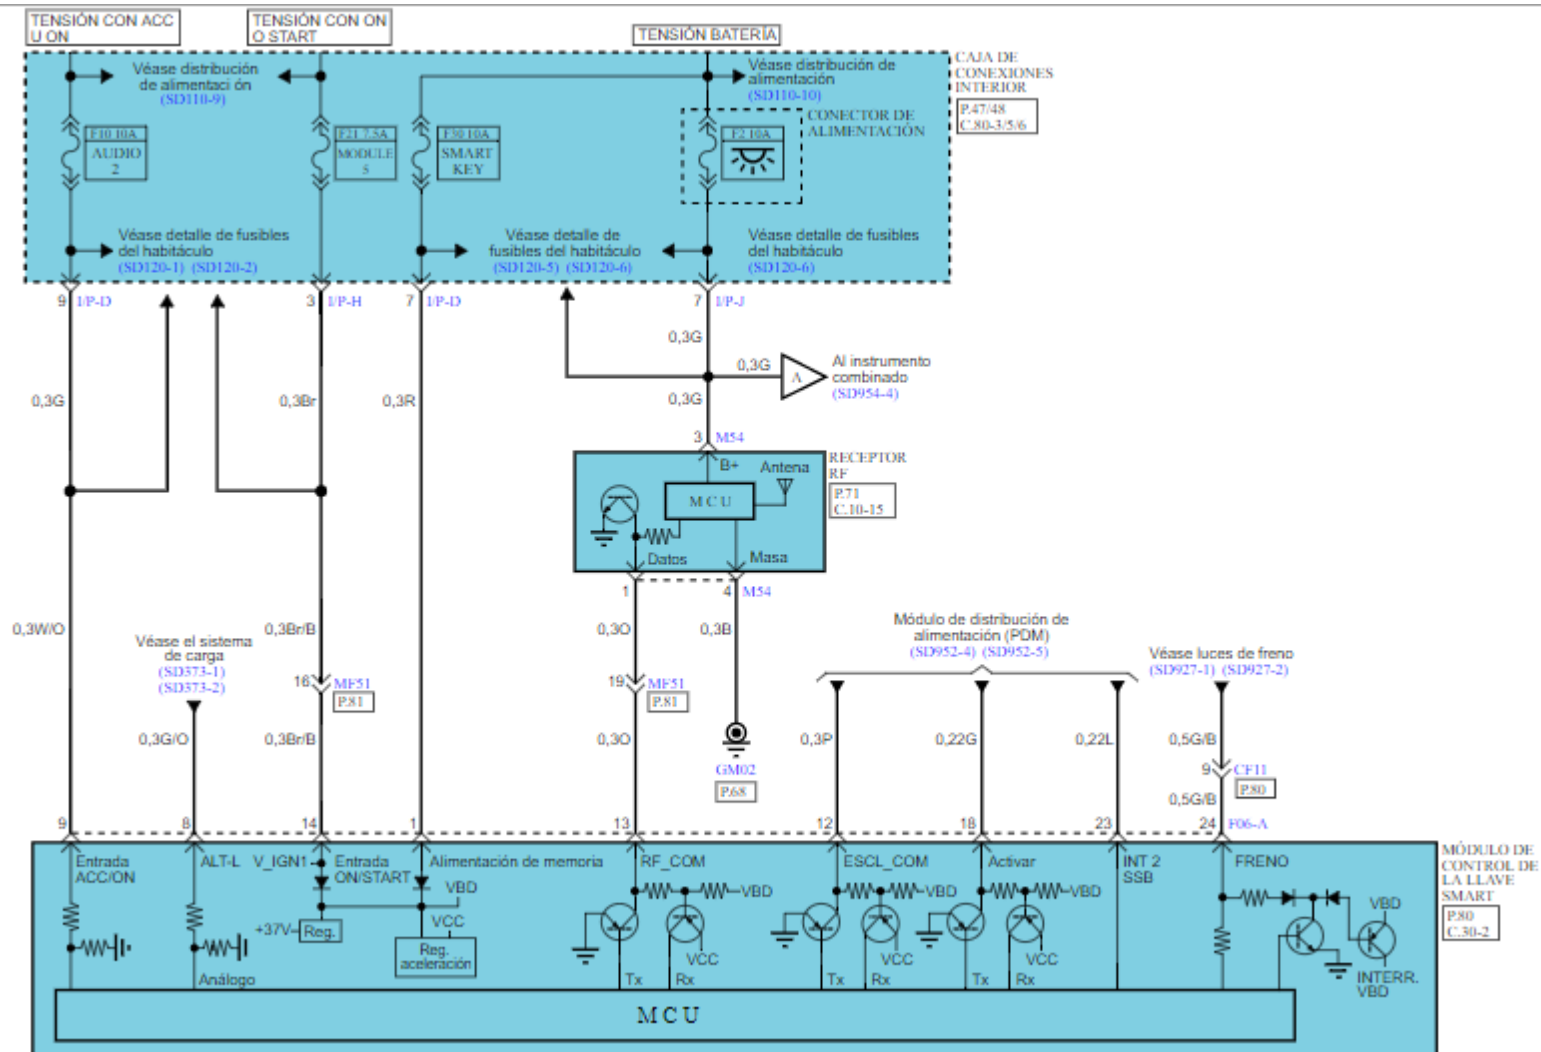 TENSIÓN CON ACC
U ON
TENSIÓN CON ON
O START
TENSIÓN BATERÍA
Véase distribución
de alimentaci ón
(SD110-9)
Véase distribución de
alimentación
(SD110-10)
CAJA DE
CONEXIONES
INTERIOR
P.47/48
C.80-3/5/6
CONECTOR DE
ALIMENTACIÓN
F10 10A
AUDIO
2
F21 7.5A
MODULE
5
F30 10A
SMART
KEY
F2 10A
Véase detalle de fusibles
del habitáculo
(SD120-1) (SD120-2)
Véase detalle de
fusibles del habitáculo
(SD120-5) (SD120-6)
Véase detalle de fusibles
del habitáculo
(SD120-6)
9 I/P-D
3 I/P-H
7 I/P-D
7 I/P-J
0,3G
0,3G
A
Al instrumento
combinado
(SD954-4)
0,3G
0,3Br
0,3R
0,3G
3 M54
RECEPTOR
RF
P.71
C.10-15
B+
Antena
M C U
Datos
Masa
1
4 M54
0,3W/O
0,3Br/B
0,3O
0,3B
Véase el sistema
de carga
(SD373-1)
(SD373-2)
Módulo de distribución de
alimentación (PDM)
(SD952-4) (SD952-5)
Véase luces de freno
(SD927-1) (SD927-2)
16 MF51
P.81
19 MF51
P.81
0,3G/O
0,3Br/B
0,3O
GM02
P.68
0,3P
0,22G
0,22L
0,5G/B
9 CF11
P.80
0,5G/B
9
8
14
1
13
12
18
23
24 F06-A
Entrada
ACC/ON
ALT-L
V_IGN1
Entrada
ON/START
Alimentación de memoria
RF_COM
ESCL_COM
Activar
INT 2
SSB
FRENO
MÓDULO DE
CONTROL DE
LA LLAVE
SMART
P.80
C.30-2
VBD
VBD
VBD
VBD
VBD
+37V
Reg.
VCC
Reg.
aceleración
VCC
VCC
VCC
INTERR.
VBD
Análogo
Tx
Rx
Tx
Rx
Tx
Rx
M C U